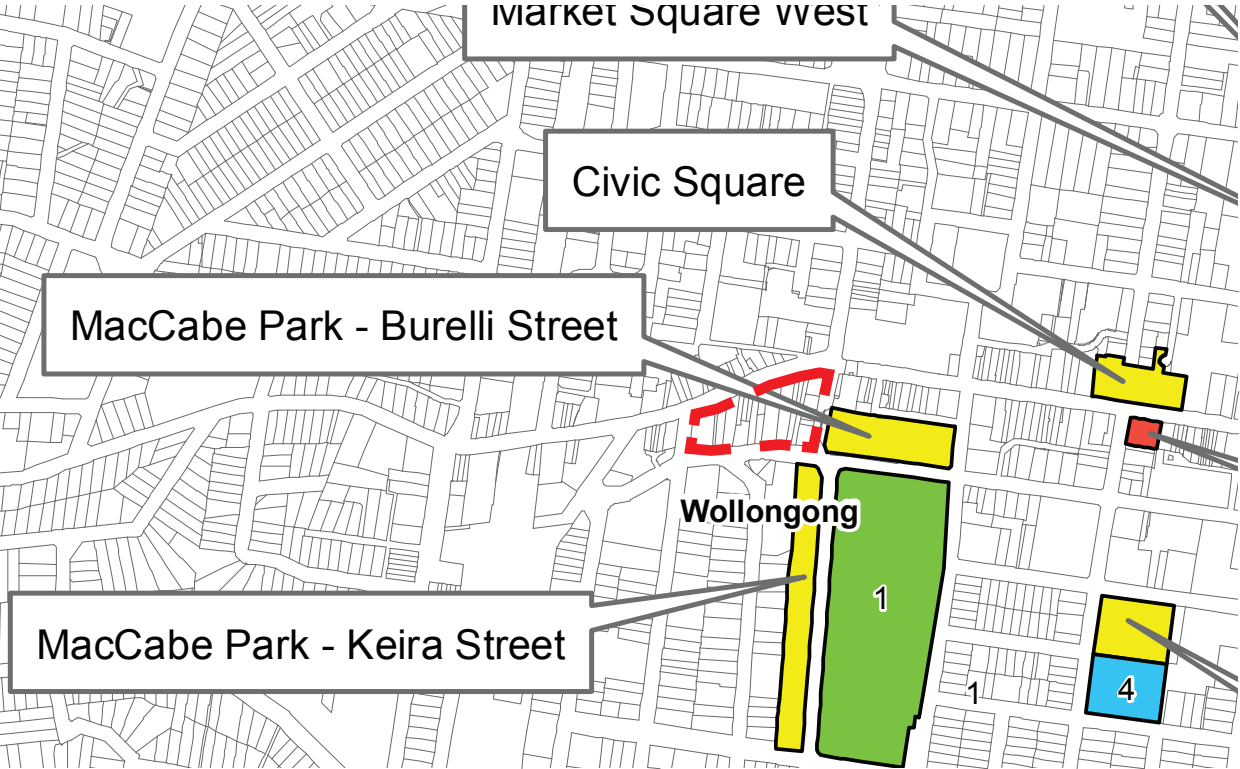 Market Square West
Civic Square
MacCabe Park - Burelli Street
Wollongong
1
MacCabe Park - Keira Street
1
4